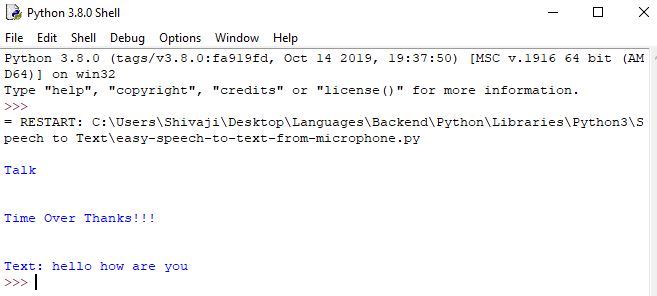 Python 3.8.0 Shell
File Edit Shell Debug Options Window Help
Python 3.8.0 (tags/v3.8.0:fa919fd, Oct 14 2019, 19:37:50) [MSC v.1916 64 bit (AM
D64)] on win32
Type "help", "copyright", "credits" or "license()" for more information.
>>>
= RESTART: C:\Users\Shivaji\Desktop\Languages\Backend\Python\Libraries\Python3\S
peech to Text\easy-speech-to-text-from-microphone.py
Talk
Time Over Thanks!!!
Text: hello how are you
>>>